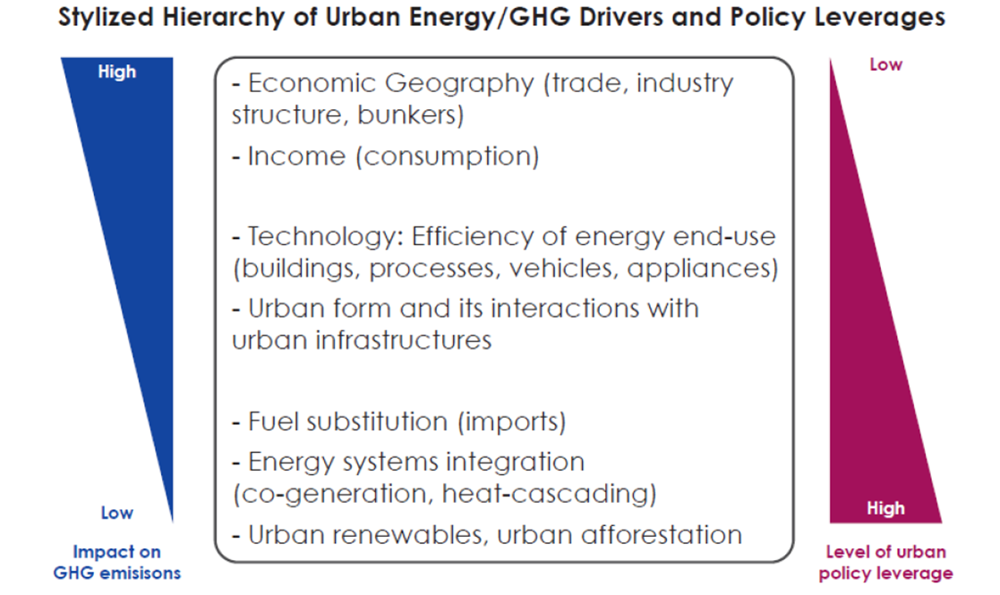 Stylized Hierarchy of Urban Energy/GHG Drivers and Policy Leverages
High
Low
Impact on
GHG emisisons
- Economic Geography (trade, industry
structure, bunkers)
- Income (consumption)
- Technology: Efficiency of energy end-use
(buildings, processes, vehicles, appliances)
- Urban form and its interactions with
urban infrastructures
- Fuel substitution (imports)
- Energy systems integration
(co-generation, heat-cascading)
- Urban renewables, urban afforestation
Low
High
Level of urban
policy leverage